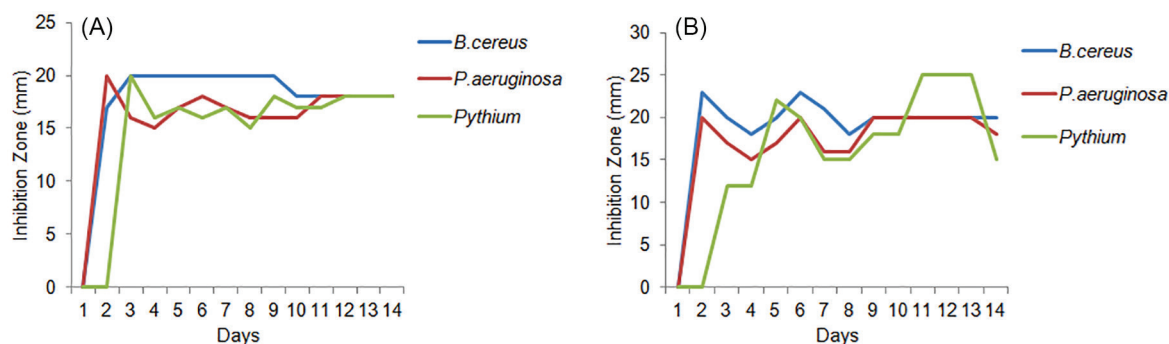 (A)
Inhibition Zone (mm)
25
20
15
10
5
0
1 2 3 4 5 6 7 8 9 10 11 12 13 14
Days
B.cereus
P.aeruginosa
Pythium
(B)
Inhibition Zone (mm)
30
25
20
15
10
5
0
1 2 3 4 5 6 7 8 9 10 11 12 13 14
Days
B.cereus
P.aeruginosa
Pythium